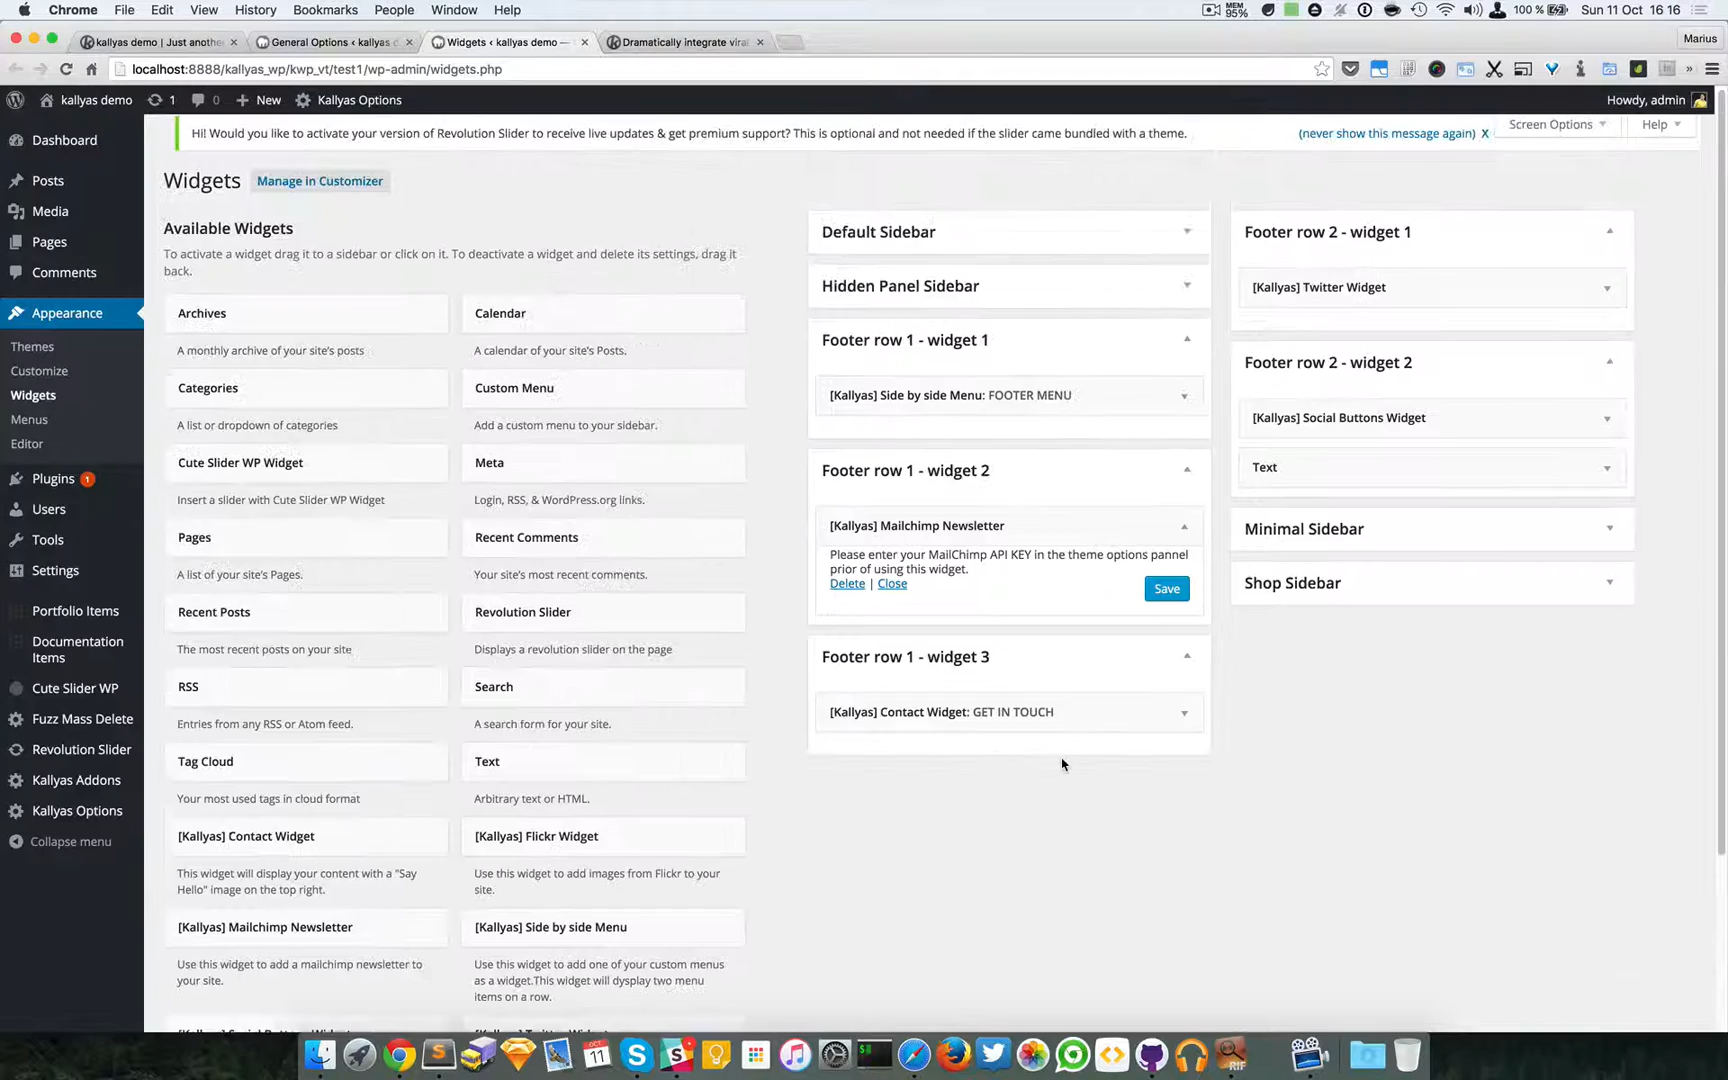 Chrome File Edit View History Bookmarks People Window Help
MEM 95% 100 % Sun 11 Oct 16 16
kallyas demo | Just anothe
General Options ‹ kallyas d
Widgets ‹ kallyas demo —
Dramatically integrate viral
Marius
localhost:8888/kallyas_wp/kwp_vt/test1/wp-admin/widgets.php
kallyas demo 1 0 New Kallyas Options Howdy, admin
Hi! Would you like to activate your version of Revolution Slider to receive live updates & get premium support? This is optional and not needed if the slider came bundled with a theme.
(never show this message again) X
Screen Options
Help
Dashboard
Posts
Media
Pages
Comments
Appearance
Themes
Customize
Widgets
Menus
Editor
Plugins 1
Users
Tools
Settings
Portfolio Items
Documentation
Items
Cute Slider WP
Fuzz Mass Delete
Revolution Slider
Kallyas Addons
Kallyas Options
Collapse menu
Widgets
Manage in Customizer
Available Widgets
To activate a widget drag it to a sidebar or click on it. To deactivate a widget and delete its settings, drag it
back.
Archives
A monthly archive of your site's posts
Calendar
A calendar of your site's Posts.
Categories
A list or dropdown of categories
Custom Menu
Add a custom menu to your sidebar.
Cute Slider WP Widget
Insert a slider with Cute Slider WP Widget
Meta
Login, RSS, & WordPress.org links.
Pages
A list of your site's Pages.
Recent Comments
Your site's most recent comments.
Recent Posts
The most recent posts on your site
Revolution Slider
Displays a revolution slider on the page
RSS
Entries from any RSS or Atom feed.
Search
A search form for your site.
Tag Cloud
Your most used tags in cloud format
Text
Arbitrary text or HTML.
[Kallyas] Contact Widget
This widget will display your content with a "Say
Hello" image on the top right.
[Kallyas] Flickr Widget
Use this widget to add images from Flickr to your
site.
[Kallyas] Mailchimp Newsletter
Use this widget to add a mailchimp newsletter to
your site.
[Kallyas] Side by side Menu
Use this widget to add one of your custom menus
as a widget.This widget will dysplay two menu
items on a row.
Default Sidebar
Hidden Panel Sidebar
Footer row 1 - widget 1
[Kallyas] Side by side Menu: FOOTER MENU
Footer row 1 - widget 2
[Kallyas] Mailchimp Newsletter
Please enter your MailChimp API KEY in the theme options pannel
prior of using this widget.
Delete | Close
Save
Footer row 1 - widget 3
[Kallyas] Contact Widget: GET IN TOUCH
Footer row 2 - widget 1
[Kallyas] Twitter Widget
Footer row 2 - widget 2
[Kallyas] Social Buttons Widget
Text
Minimal Sidebar
Shop Sidebar
OCT
11